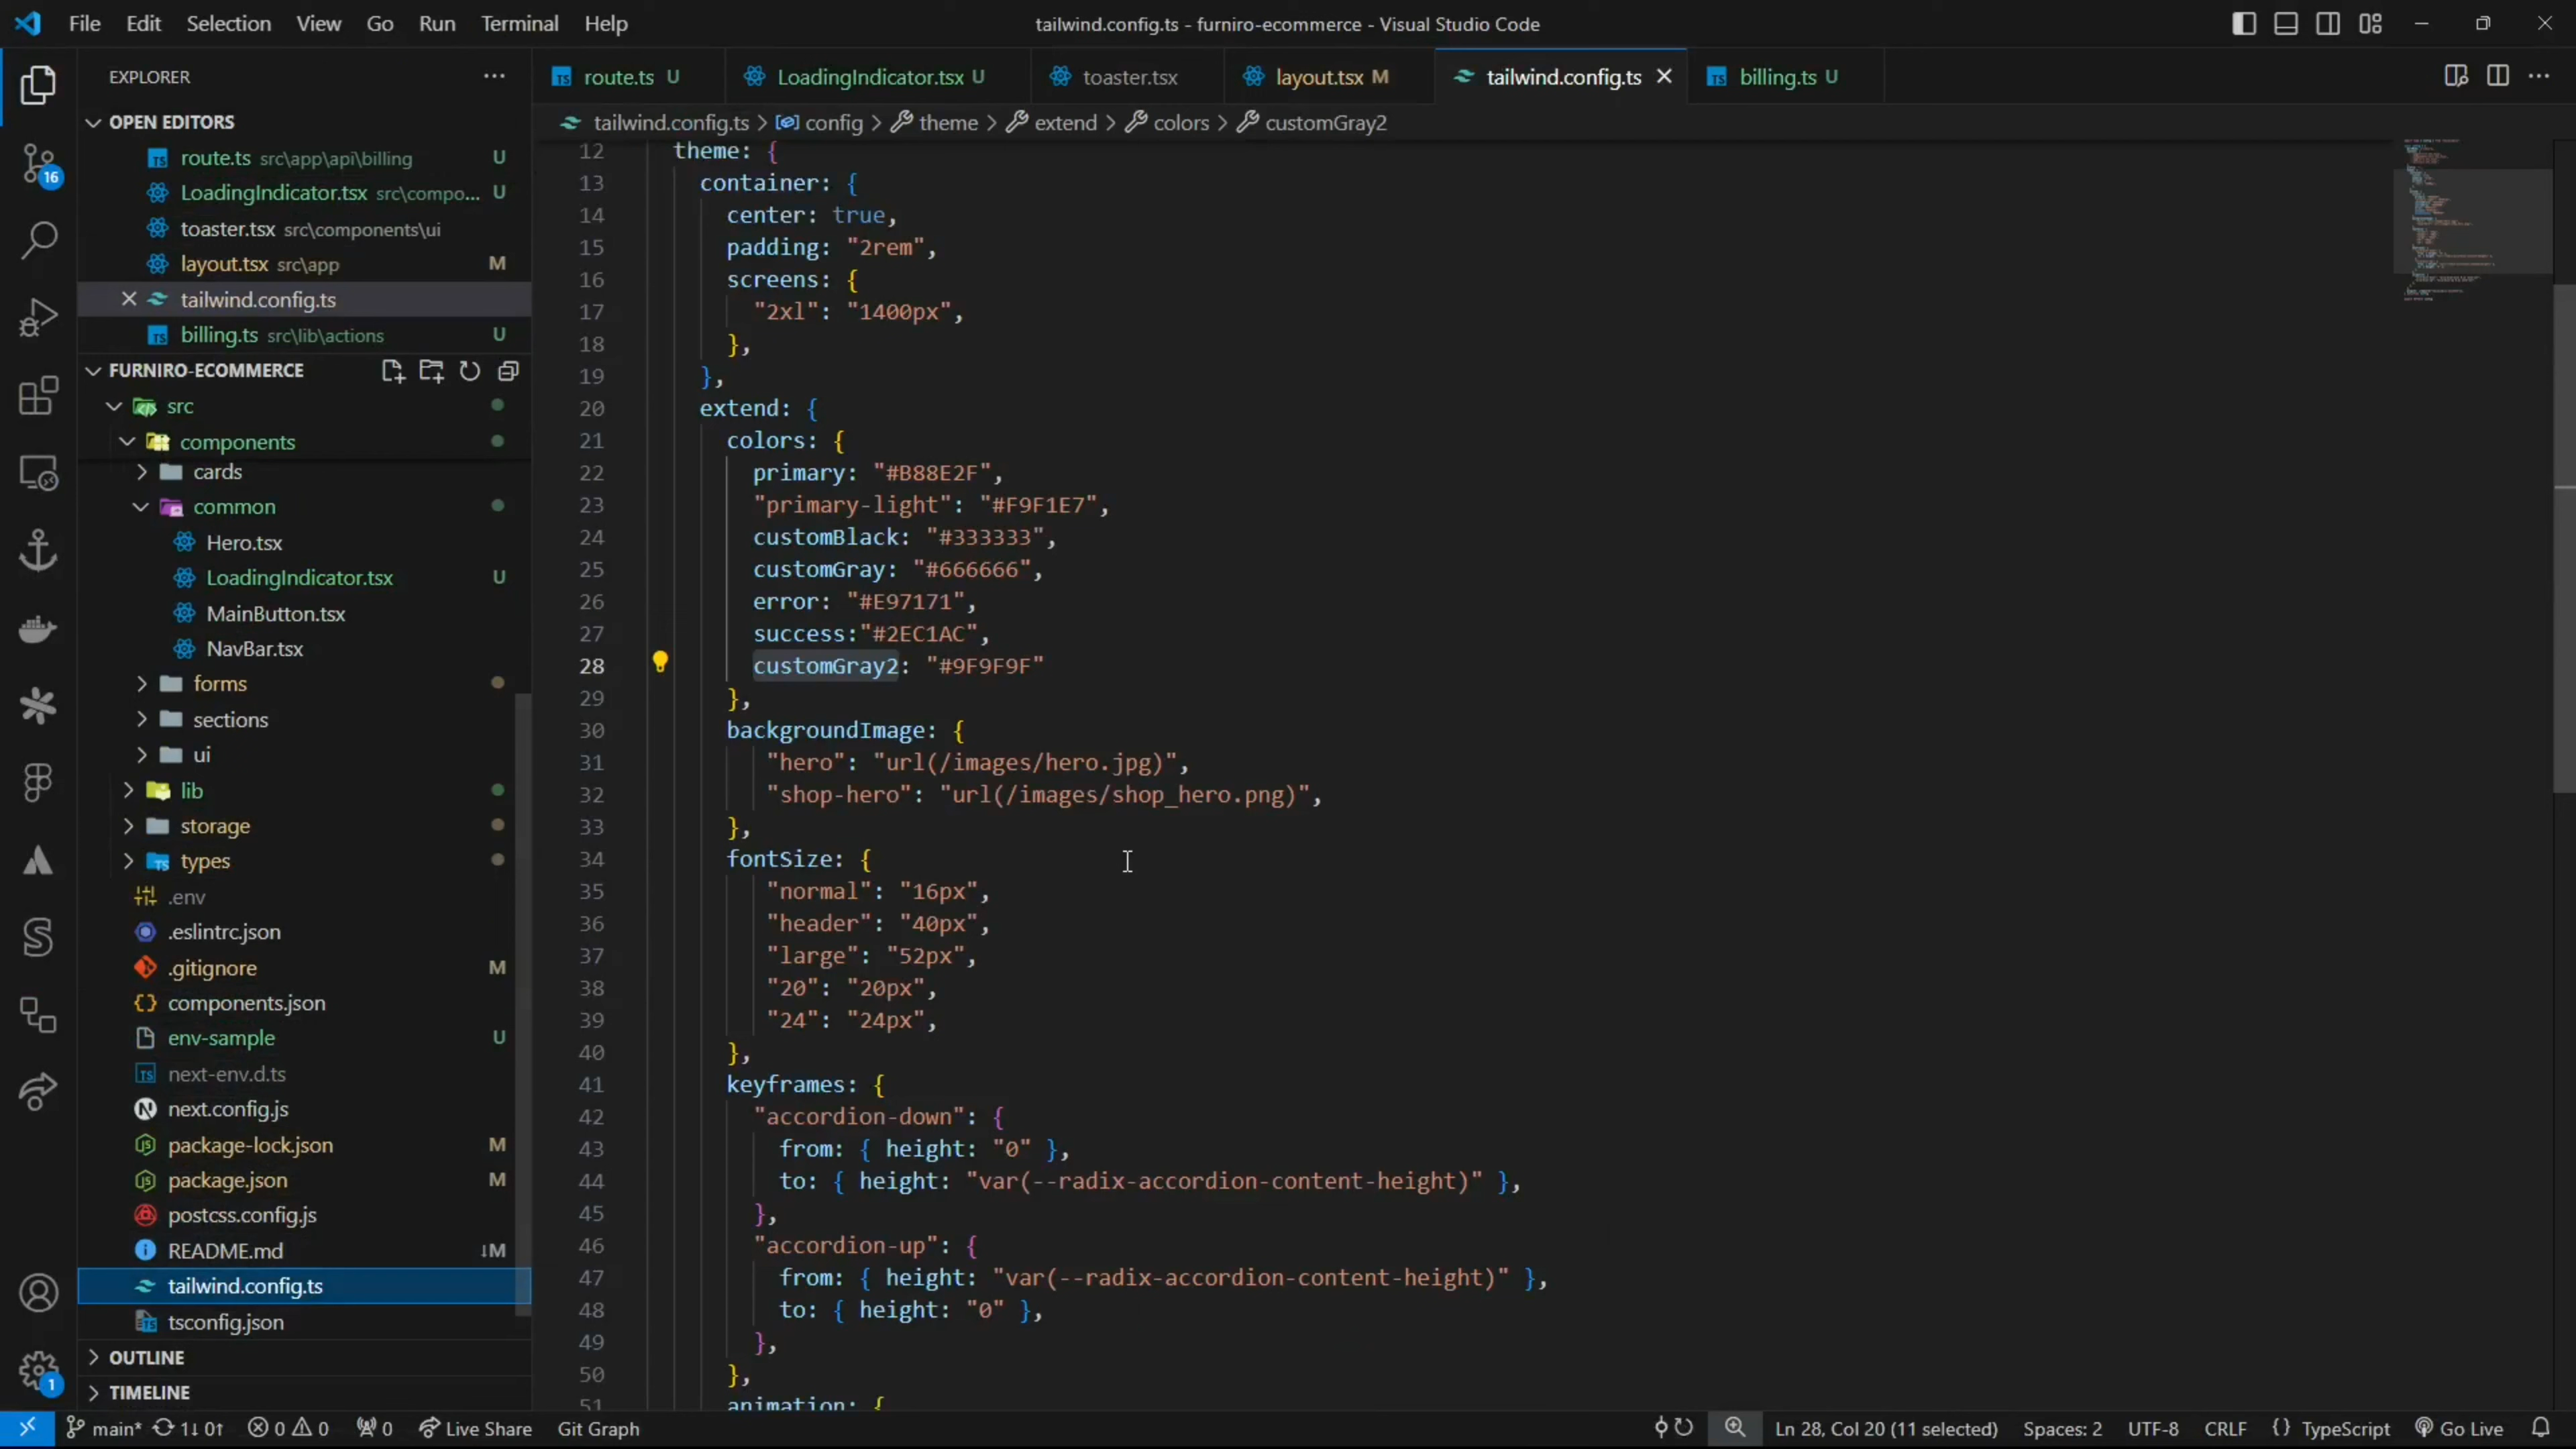 File Edit Selection View Go Run Terminal Help
tailwind.config.ts - furniro-ecommerce - Visual Studio Code
EXPLORER
OPEN EDITORS
route.ts src\app\api\billing U
LoadingIndicator.tsx src\compo... U
toaster.tsx src\components\ui
layout.tsx src\app M
tailwind.config.ts
billing.ts src\lib\actions U
FURNIRO-ECOMMERCE
src
components
cards
common
Hero.tsx
LoadingIndicator.tsx U
MainButton.tsx
NavBar.tsx
forms
sections
ui
lib
storage
types
.env
.eslintrc.json
.gitignore M
components.json
env-sample U
next-env.d.ts
next.config.js
package-lock.json M
package.json M
postcss.config.js
README.md ↓M
tailwind.config.ts
tsconfig.json
OUTLINE
TIMELINE
16
1
route.ts U LoadingIndicator.tsx U toaster.tsx layout.tsx M tailwind.config.ts billing.ts U
tailwind.config.ts > config > theme > extend > colors > customGray2
12 theme: {
13 container: {
14 center: true,
15 padding: "2rem",
16 screens: {
17 "2xl": "1400px",
18 },
19 },
20 extend: {
21 colors: {
22 primary: "#B88E2F",
23 "primary-light": "#F9F1E7",
24 customBlack: "#333333",
25 customGray: "#666666",
26 error: "#E97171",
27 success:"#2EC1AC",
28 customGray2: "#9F9F9F"
29 },
30 backgroundImage: {
31 "hero": "url(/images/hero.jpg)",
32 "shop-hero": "url(/images/shop_hero.png)",
33 },
34 fontSize: {
35 "normal": "16px",
36 "header": "40px",
37 "large": "52px",
38 "20": "20px",
39 "24": "24px",
40 },
41 keyframes: {
42 "accordion-down": {
43 from: { height: "0" },
44 to: { height: "var(--radix-accordion-content-height)" },
45 },
46 "accordion-up": {
47 from: { height: "var(--radix-accordion-content-height)" },
48 to: { height: "0" },
49 },
50 },
51 animation: {
main* 1↓ 0↑ 0 0 0 Live Share Git Graph Ln 28, Col 20 (11 selected) Spaces: 2 UTF-8 CRLF {} TypeScript Go Live